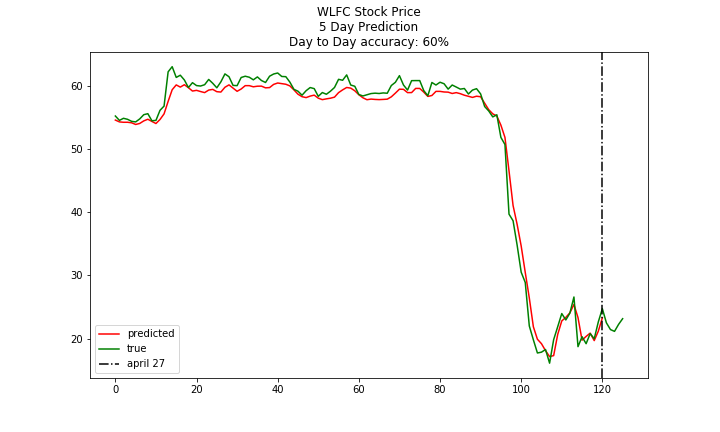 WLFC Stock Price
5 Day Prediction
Day to Day accuracy: 60%
60
50
40
30
20
predicted
true
april 27
0 20 40 60 80 100 120